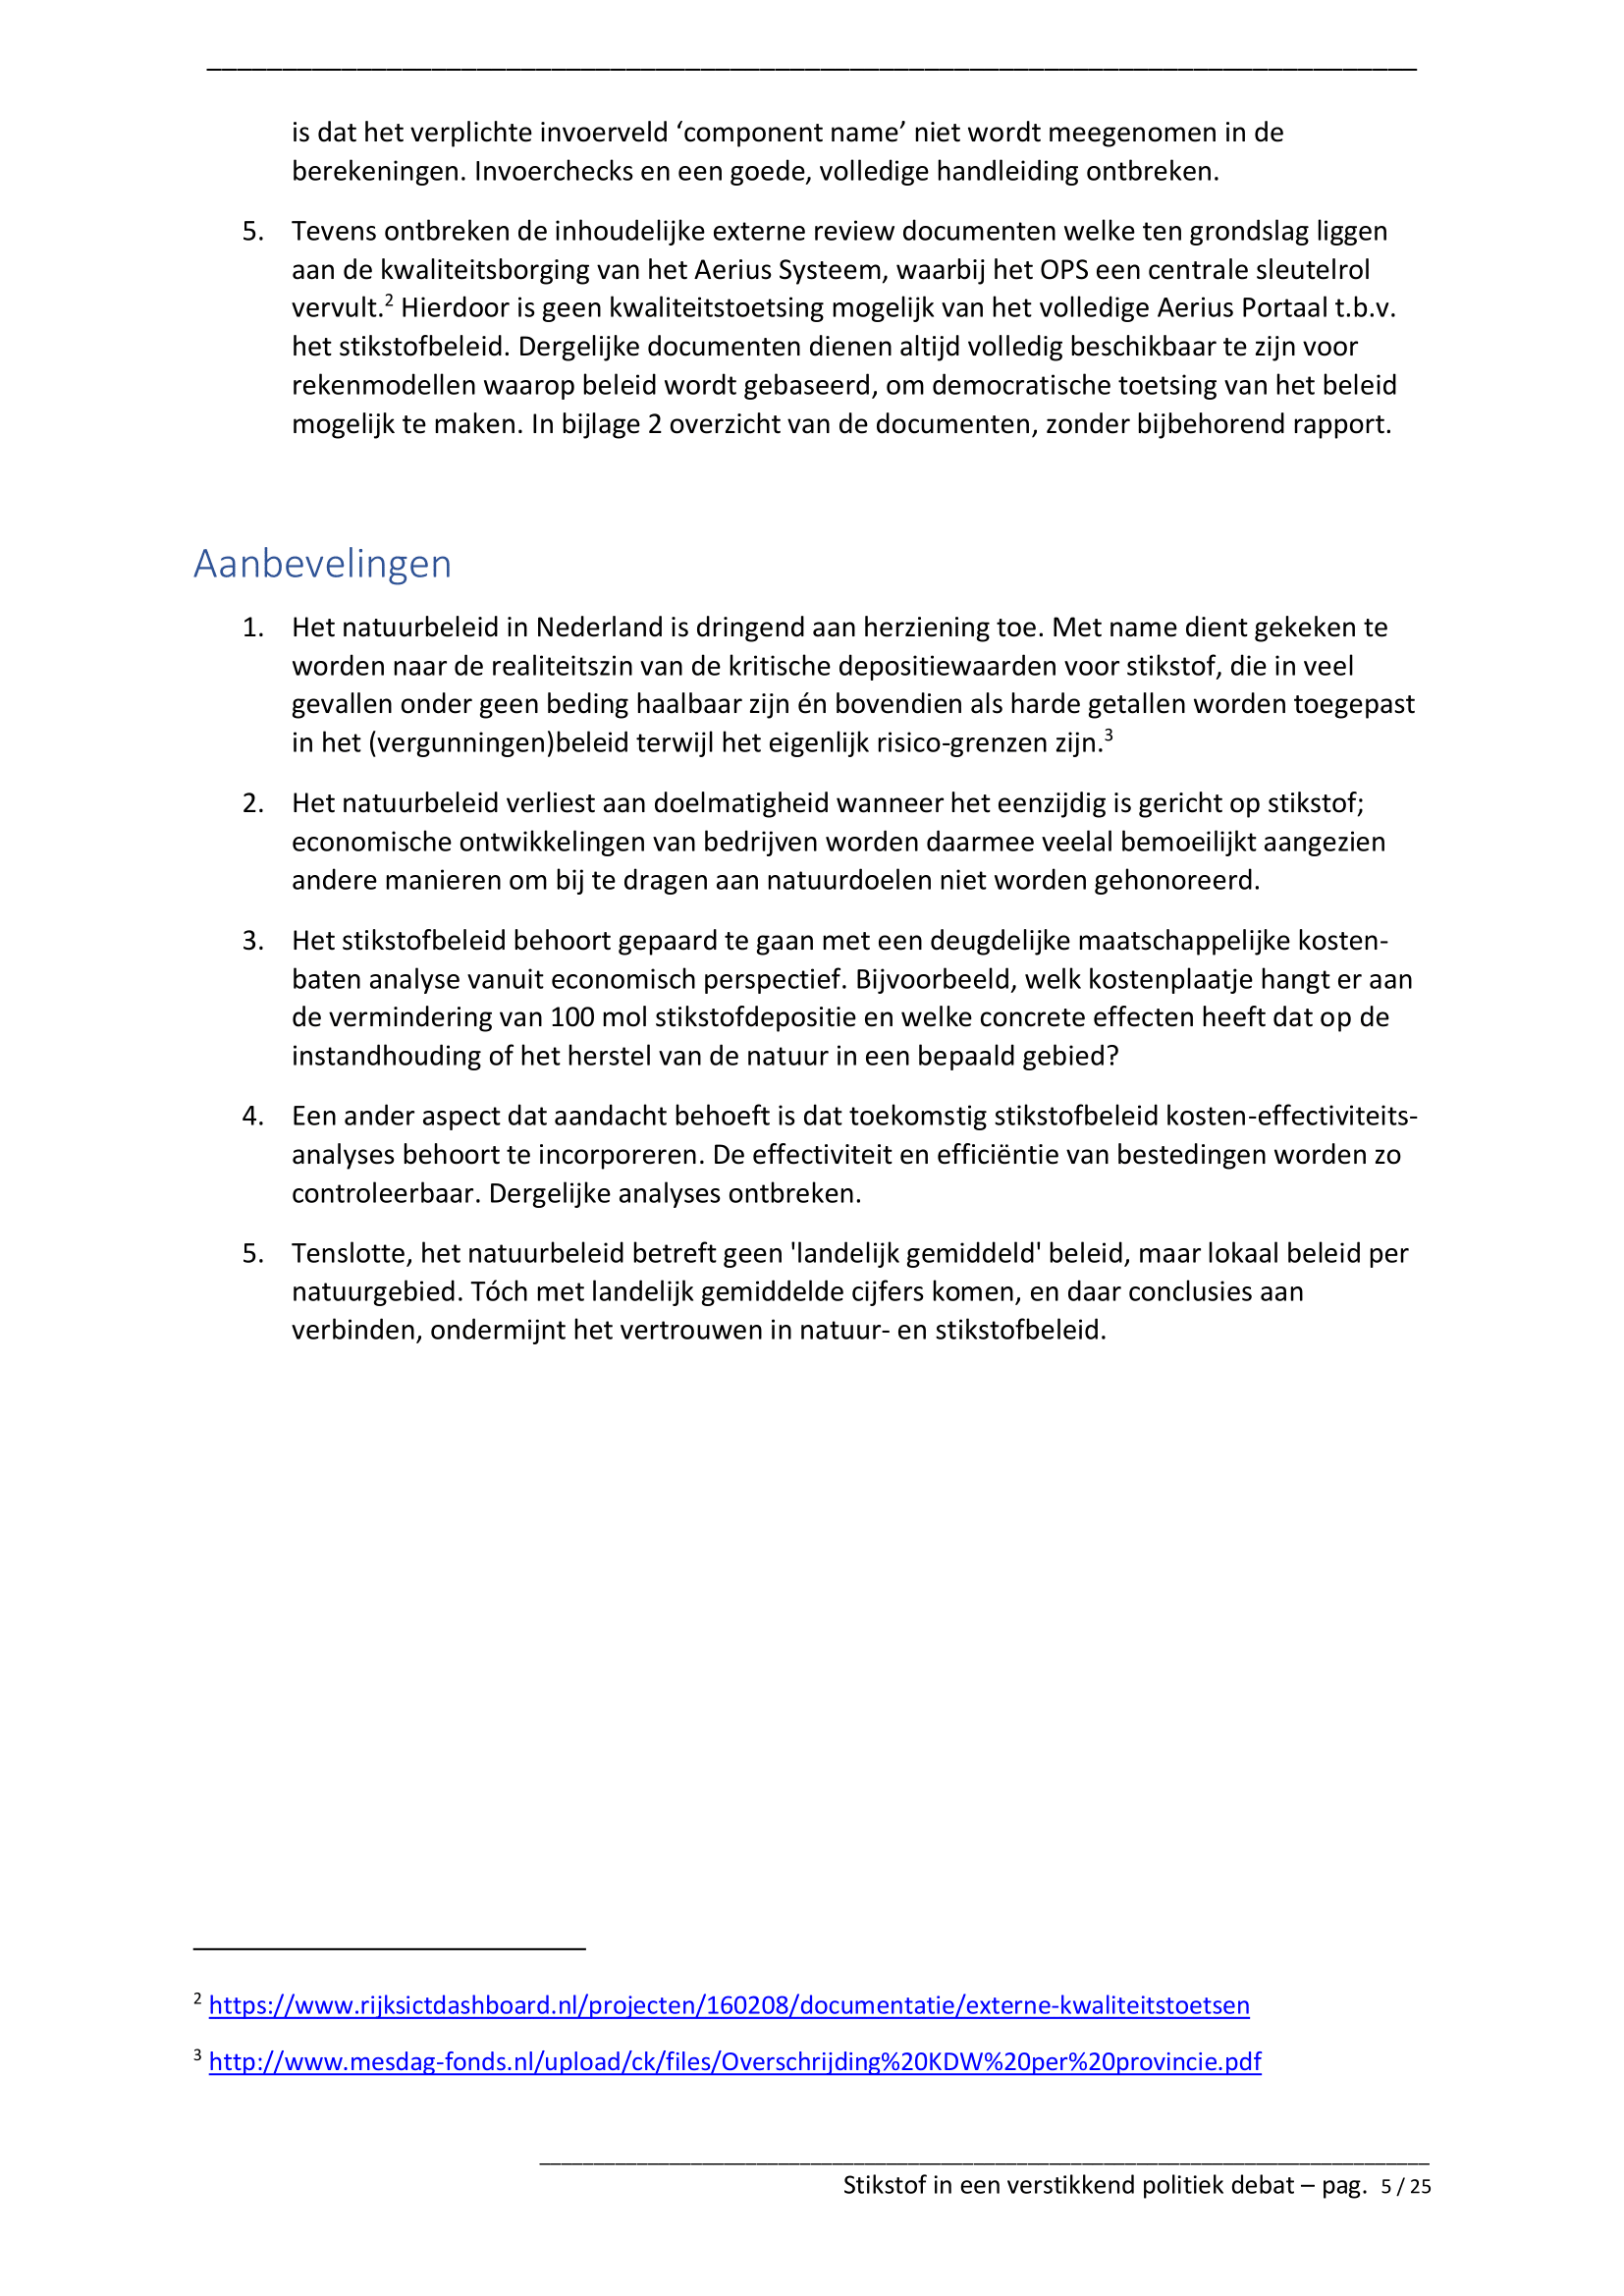 is dat het verplichte invoerveld ‘component name’ niet wordt meegenomen in de
berekeningen. Invoerchecks en een goede, volledige handleiding ontbreken.
5. Tevens ontbreken de inhoudelijke externe review documenten welke ten grondslag liggen
aan de kwaliteitsborging van het Aerius Systeem, waarbij het OPS een centrale sleutelrol
vervult.2 Hierdoor is geen kwaliteitstoetsing mogelijk van het volledige Aerius Portaal t.b.v.
het stikstofbeleid. Dergelijke documenten dienen altijd volledig beschikbaar te zijn voor
rekenmodellen waarop beleid wordt gebaseerd, om democratische toetsing van het beleid
mogelijk te maken. In bijlage 2 overzicht van de documenten, zonder bijbehorend rapport.
Aanbevelingen
1. Het natuurbeleid in Nederland is dringend aan herziening toe. Met name dient gekeken te
worden naar de realiteitszin van de kritische depositiewaarden voor stikstof, die in veel
gevallen onder geen beding haalbaar zijn én bovendien als harde getallen worden toegepast
in het (vergunningen)beleid terwijl het eigenlijk risico-grenzen zijn.3
2. Het natuurbeleid verliest aan doelmatigheid wanneer het eenzijdig is gericht op stikstof;
economische ontwikkelingen van bedrijven worden daarmee veelal bemoeilijkt aangezien
andere manieren om bij te dragen aan natuurdoelen niet worden gehonoreerd.
3. Het stikstofbeleid behoort gepaard te gaan met een deugdelijke maatschappelijke kosten-
baten analyse vanuit economisch perspectief. Bijvoorbeeld, welk kostenplaatje hangt er aan
de vermindering van 100 mol stikstofdepositie en welke concrete effecten heeft dat op de
instandhouding of het herstel van de natuur in een bepaald gebied?
4. Een ander aspect dat aandacht behoeft is dat toekomstig stikstofbeleid kosten-effectiviteits-
analyses behoort te incorporeren. De effectiviteit en efficiëntie van bestedingen worden zo
controleerbaar. Dergelijke analyses ontbreken.
5. Tenslotte, het natuurbeleid betreft geen 'landelijk gemiddeld' beleid, maar lokaal beleid per
natuurgebied. Tóch met landelijk gemiddelde cijfers komen, en daar conclusies aan
verbinden, ondermijnt het vertrouwen in natuur- en stikstofbeleid.
2 https://www.rijksictdashboard.nl/projecten/160208/documentatie/externe-kwaliteitstoetsen
3 http://www.mesdag-fonds.nl/upload/ck/files/Overschrijding%20KDW%20per%20provincie.pdf
Stikstof in een verstikkend politiek debat – pag. 5 / 25